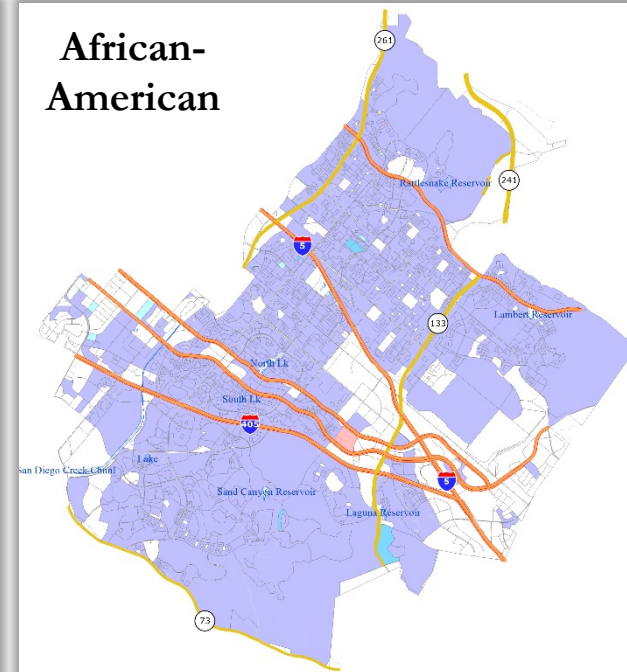 African-
American
261
Rattlesnake Reservoir
241
5
133
Lambert Reservoir
North Lk
South Lk
405
Lake
San Diego Creek Chnnl
5
Sand Canyon Reservoir
Laguna Reservoir
73